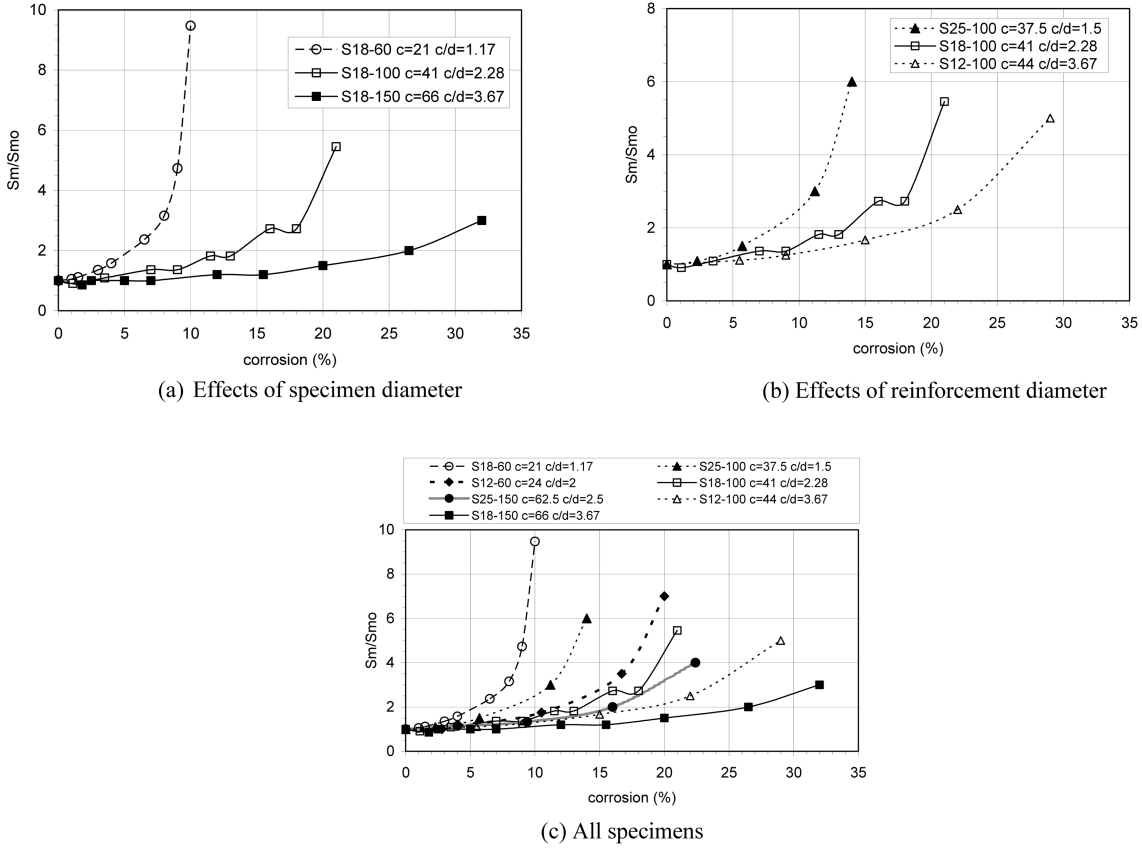 10
8
6
4
2
0
Sm/Smo
S18-60 c=21 c/d=1.17
S18-100 c=41 c/d=2.28
S18-150 c=66 c/d=3.67
0 5 10 15 20 25 30 35
corrosion (%)
(a) Effects of specimen diameter
8
6
4
2
0
Sm/Smo
S25-100 c=37.5 c/d=1.5
S18-100 c=41 c/d=2.28
S12-100 c=44 c/d=3.67
0 5 10 15 20 25 30 35
corrosion (%)
(b) Effects of reinforcement diameter
S18-60 c=21 c/d=1.17 S25-100 c=37.5 c/d=1.5
S12-60 c=24 c/d=2 S18-100 c=41 c/d=2.28
S25-150 c=62.5 c/d=2.5 S12-100 c=44 c/d=3.67
S18-150 c=66 c/d=3.67
10
8
6
4
2
0
Sm/Smo
0 5 10 15 20 25 30 35
corrosion (%)
(c) All specimens